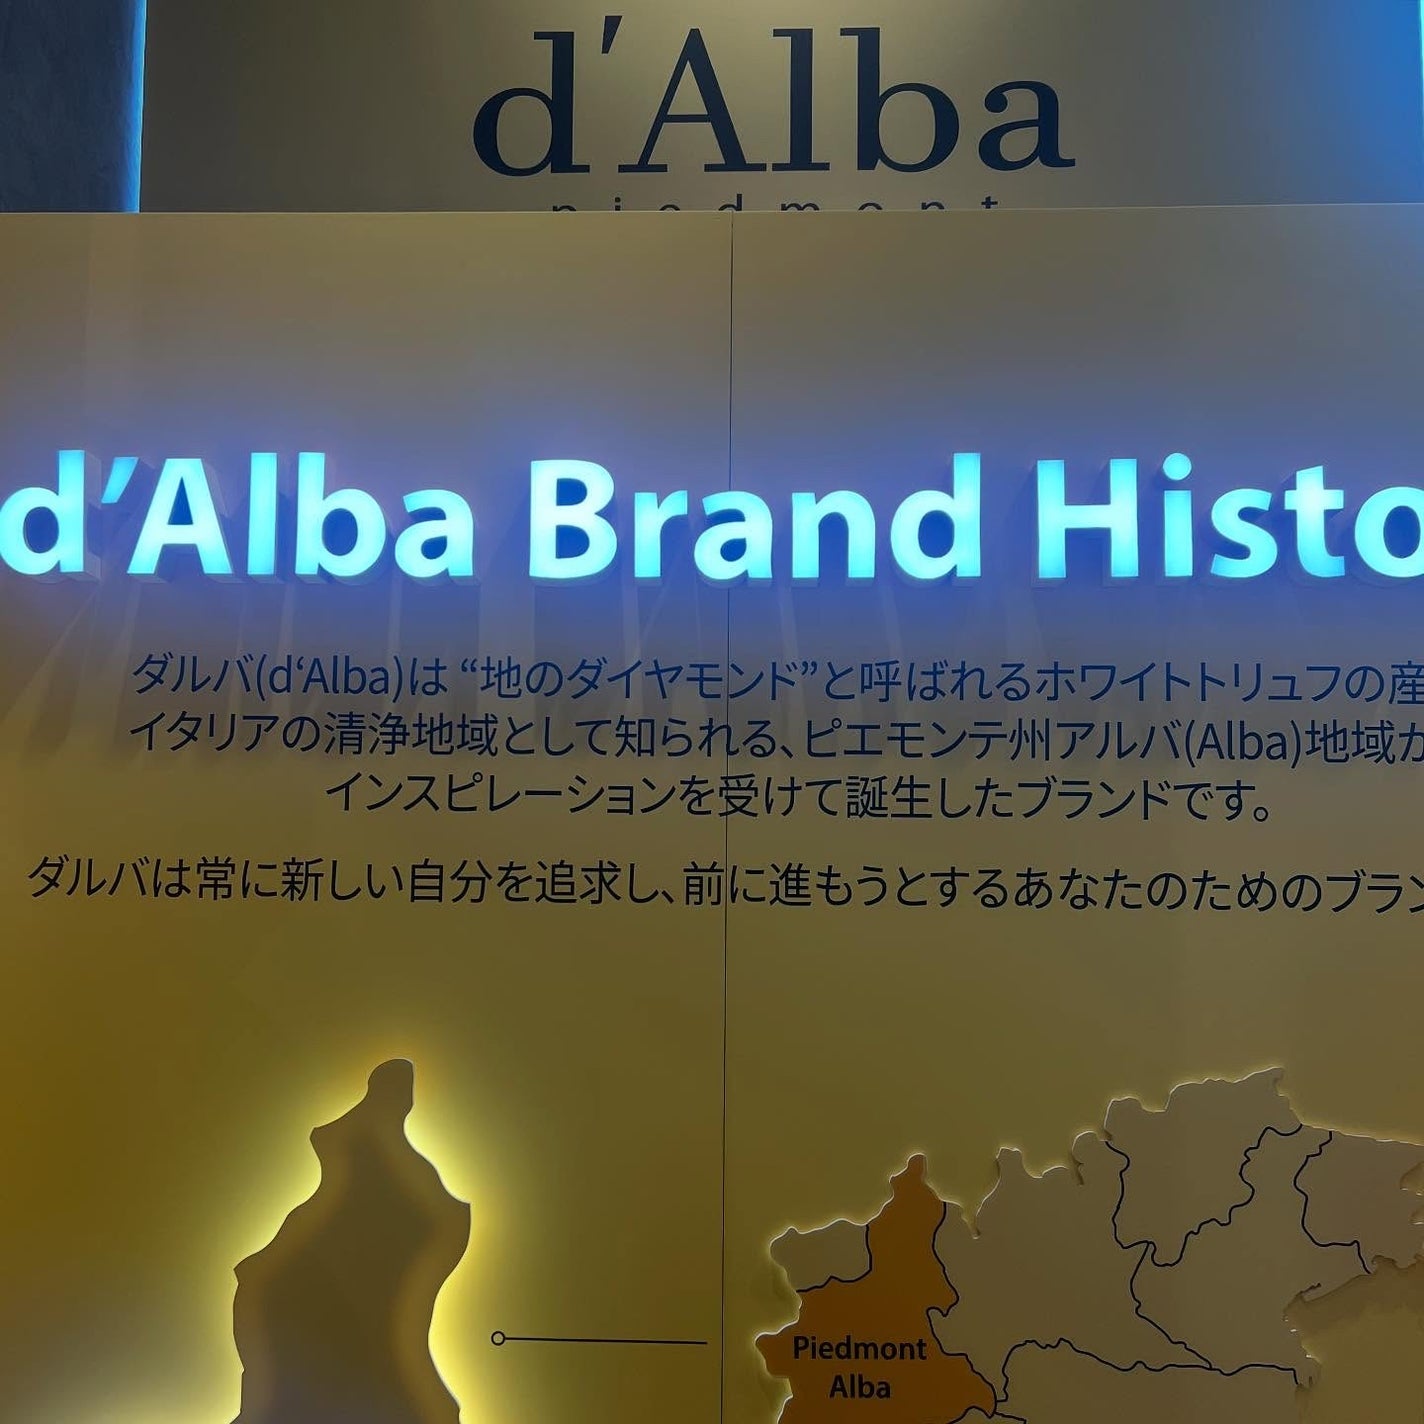 d'Alba
piedmont
d'Alba Brand Histo
ダルバ(d‘Alba)は “地のダイヤモンド”と呼ばれるホワイトトリュフの産
イタリアの清浄地域として知られる、ピエモンテ州アルバ(Alba)地域か
インスピレーションを受けて誕生したブランドです。
ダルバは常に新しい自分を追求し、前に進もうとするあなたのためのブラン
Piedmont
Alba